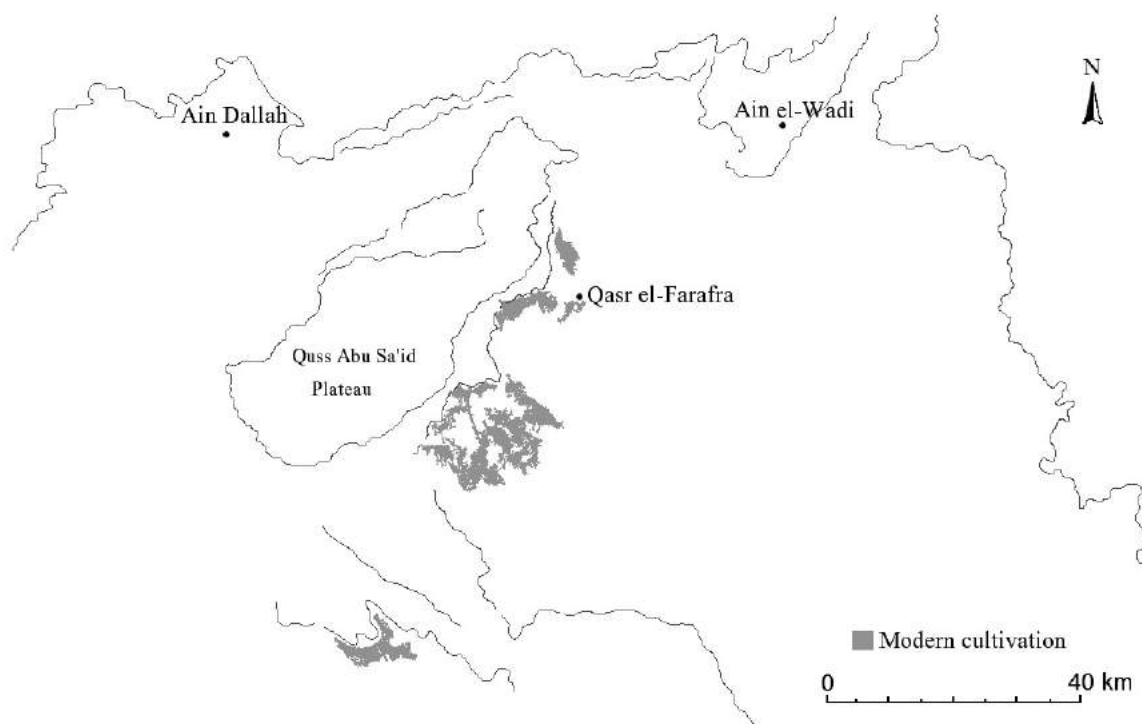 N
Ain Dallah
Ain el-Wadi
Qasr el-Farafra
Quss Abu Sa'id
Plateau
Modern cultivation
0
40 km